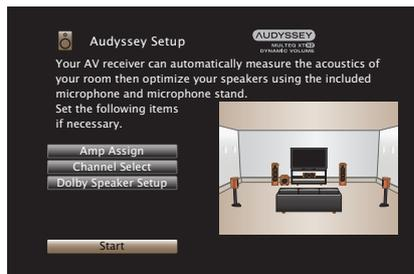 Audyssey Setup
AUDYSSEY
MULTEQ XT32
DYNAMIC VOLUME
Your AV receiver can automatically measure the acoustics of
your room then optimize your speakers using the included
microphone and microphone stand.
Set the following items
if necessary.
Amp Assign
Channel Select
Dolby Speaker Setup
Start